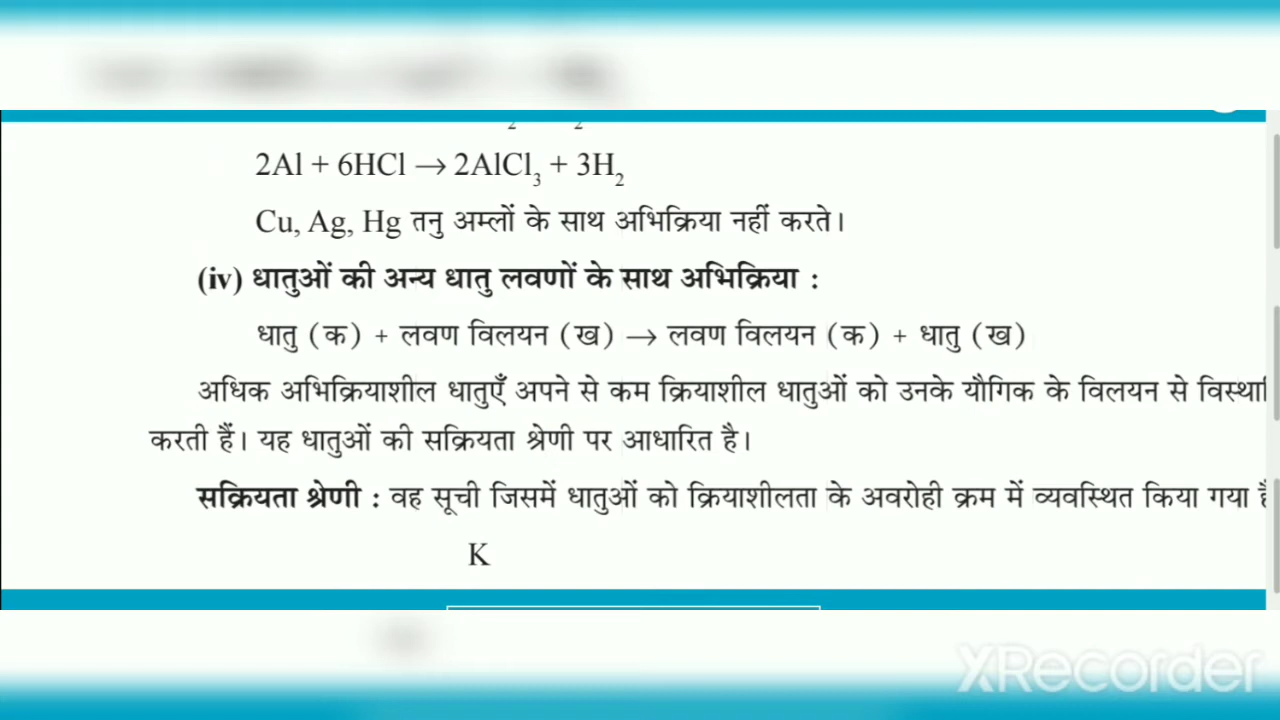 2Al + 6HCl → 2AlCl₃ + 3H₂
Cu, Ag, Hg तनु अम्लों के साथ अभिक्रिया नहीं करते।
(iv) धातुओं की अन्य धातु लवणों के साथ अभिक्रिया :
धातु (क) + लवण विलयन (ख) → लवण विलयन (क) + धातु (ख)
अधिक अभिक्रियाशील धातुएँ अपने से कम क्रियाशील धातुओं को उनके यौगिक के विलयन से
करती हैं। यह धातुओं की सक्रियता श्रेणी पर आधारित है।
सक्रियता श्रेणी : वह सूची जिसमें धातुओं को क्रियाशीलता के अवरोही क्रम में व्यवस्थित किया गया
K
XRecorder